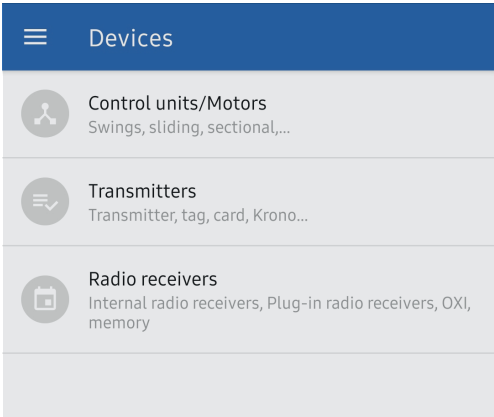 Devices
Control units/Motors
Swings, sliding, sectional,...
Transmitters
Transmitter, tag, card, Krono...
Radio receivers
Internal radio receivers, Plug-in radio receivers, OXI,
memory